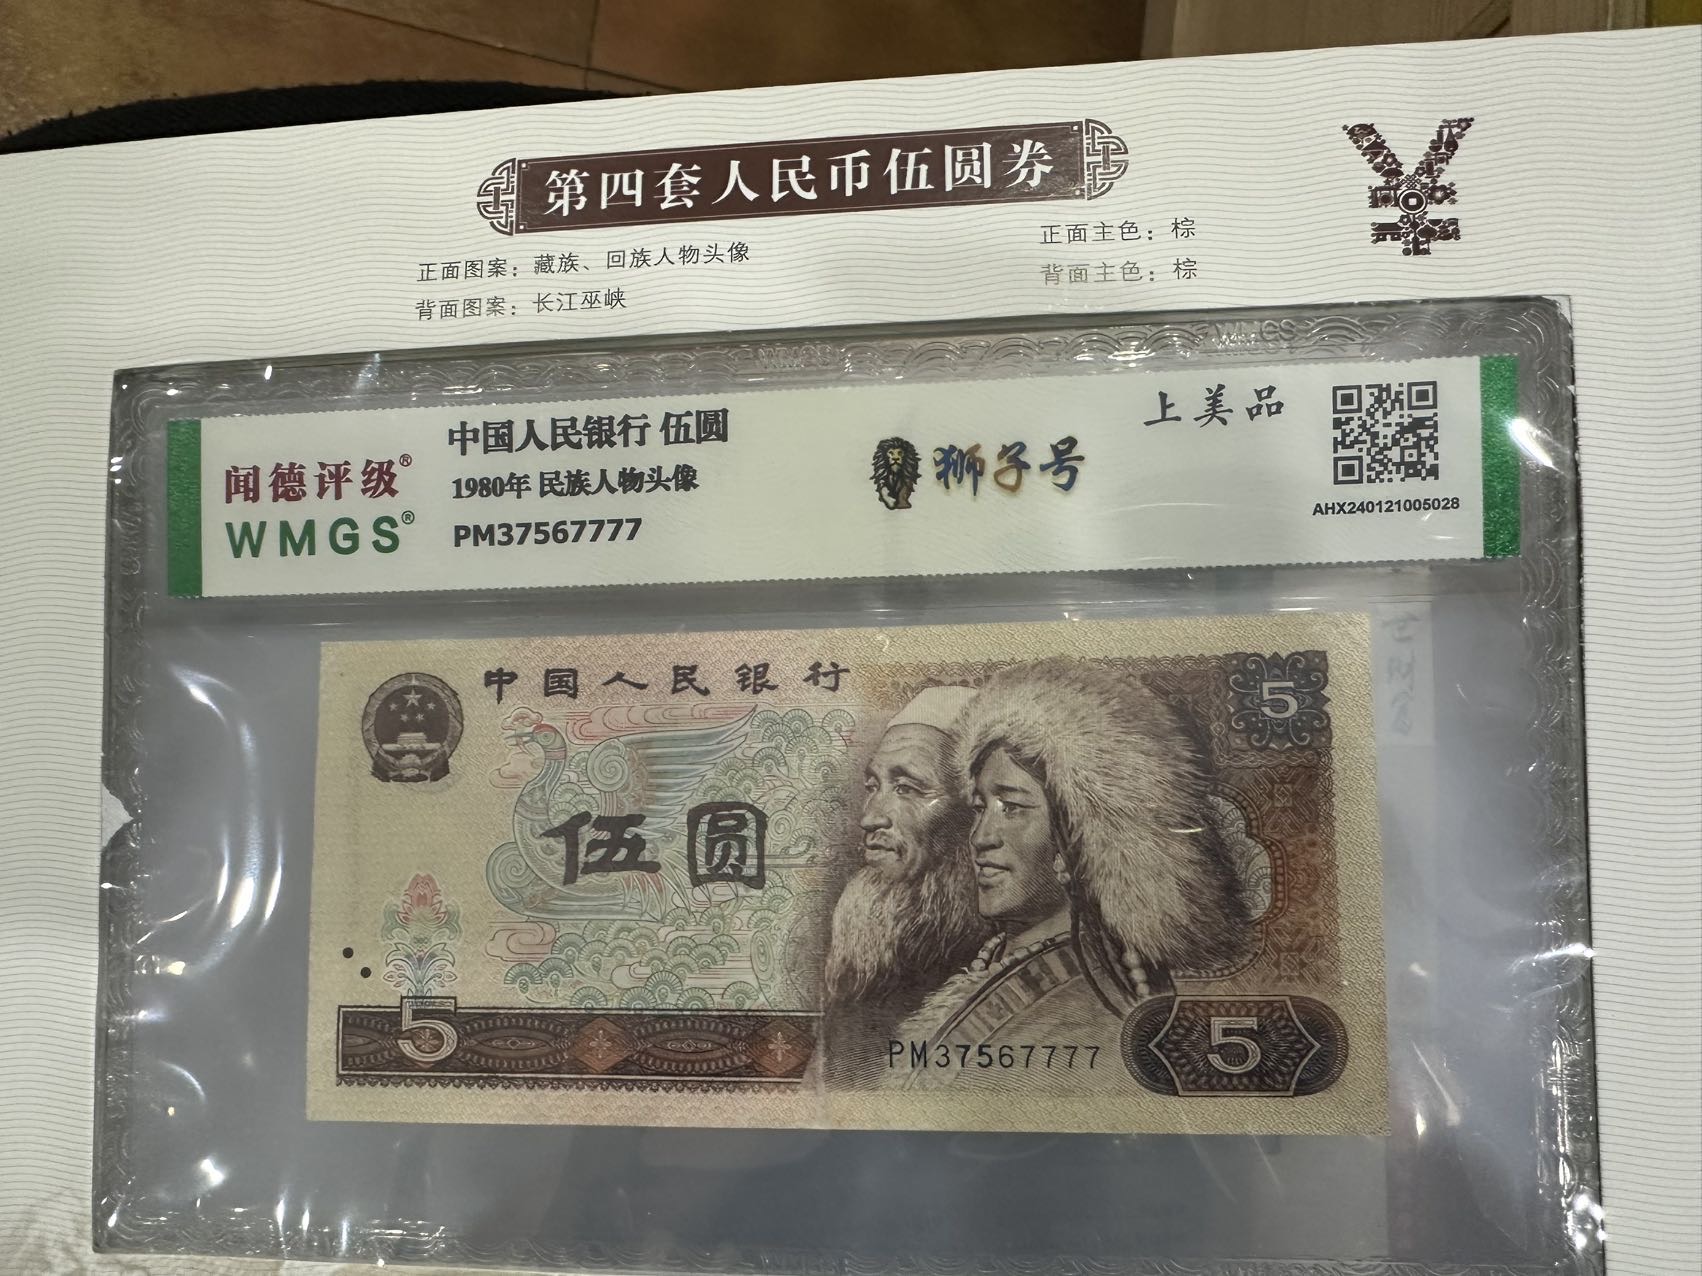 第四套人民币伍圆券
正面图案：藏族、回族人物头像
背面图案：长江巫峡
正面主色：棕
背面主色：棕
WMGS
WMGS
闻德评级®
WMGS®
中国人民银行 伍圆
1980年 民族人物头像
PM37567777
狮子号
上美品
AHX240121005028
中国人民银行
5
伍圆
5
PM37567777
5